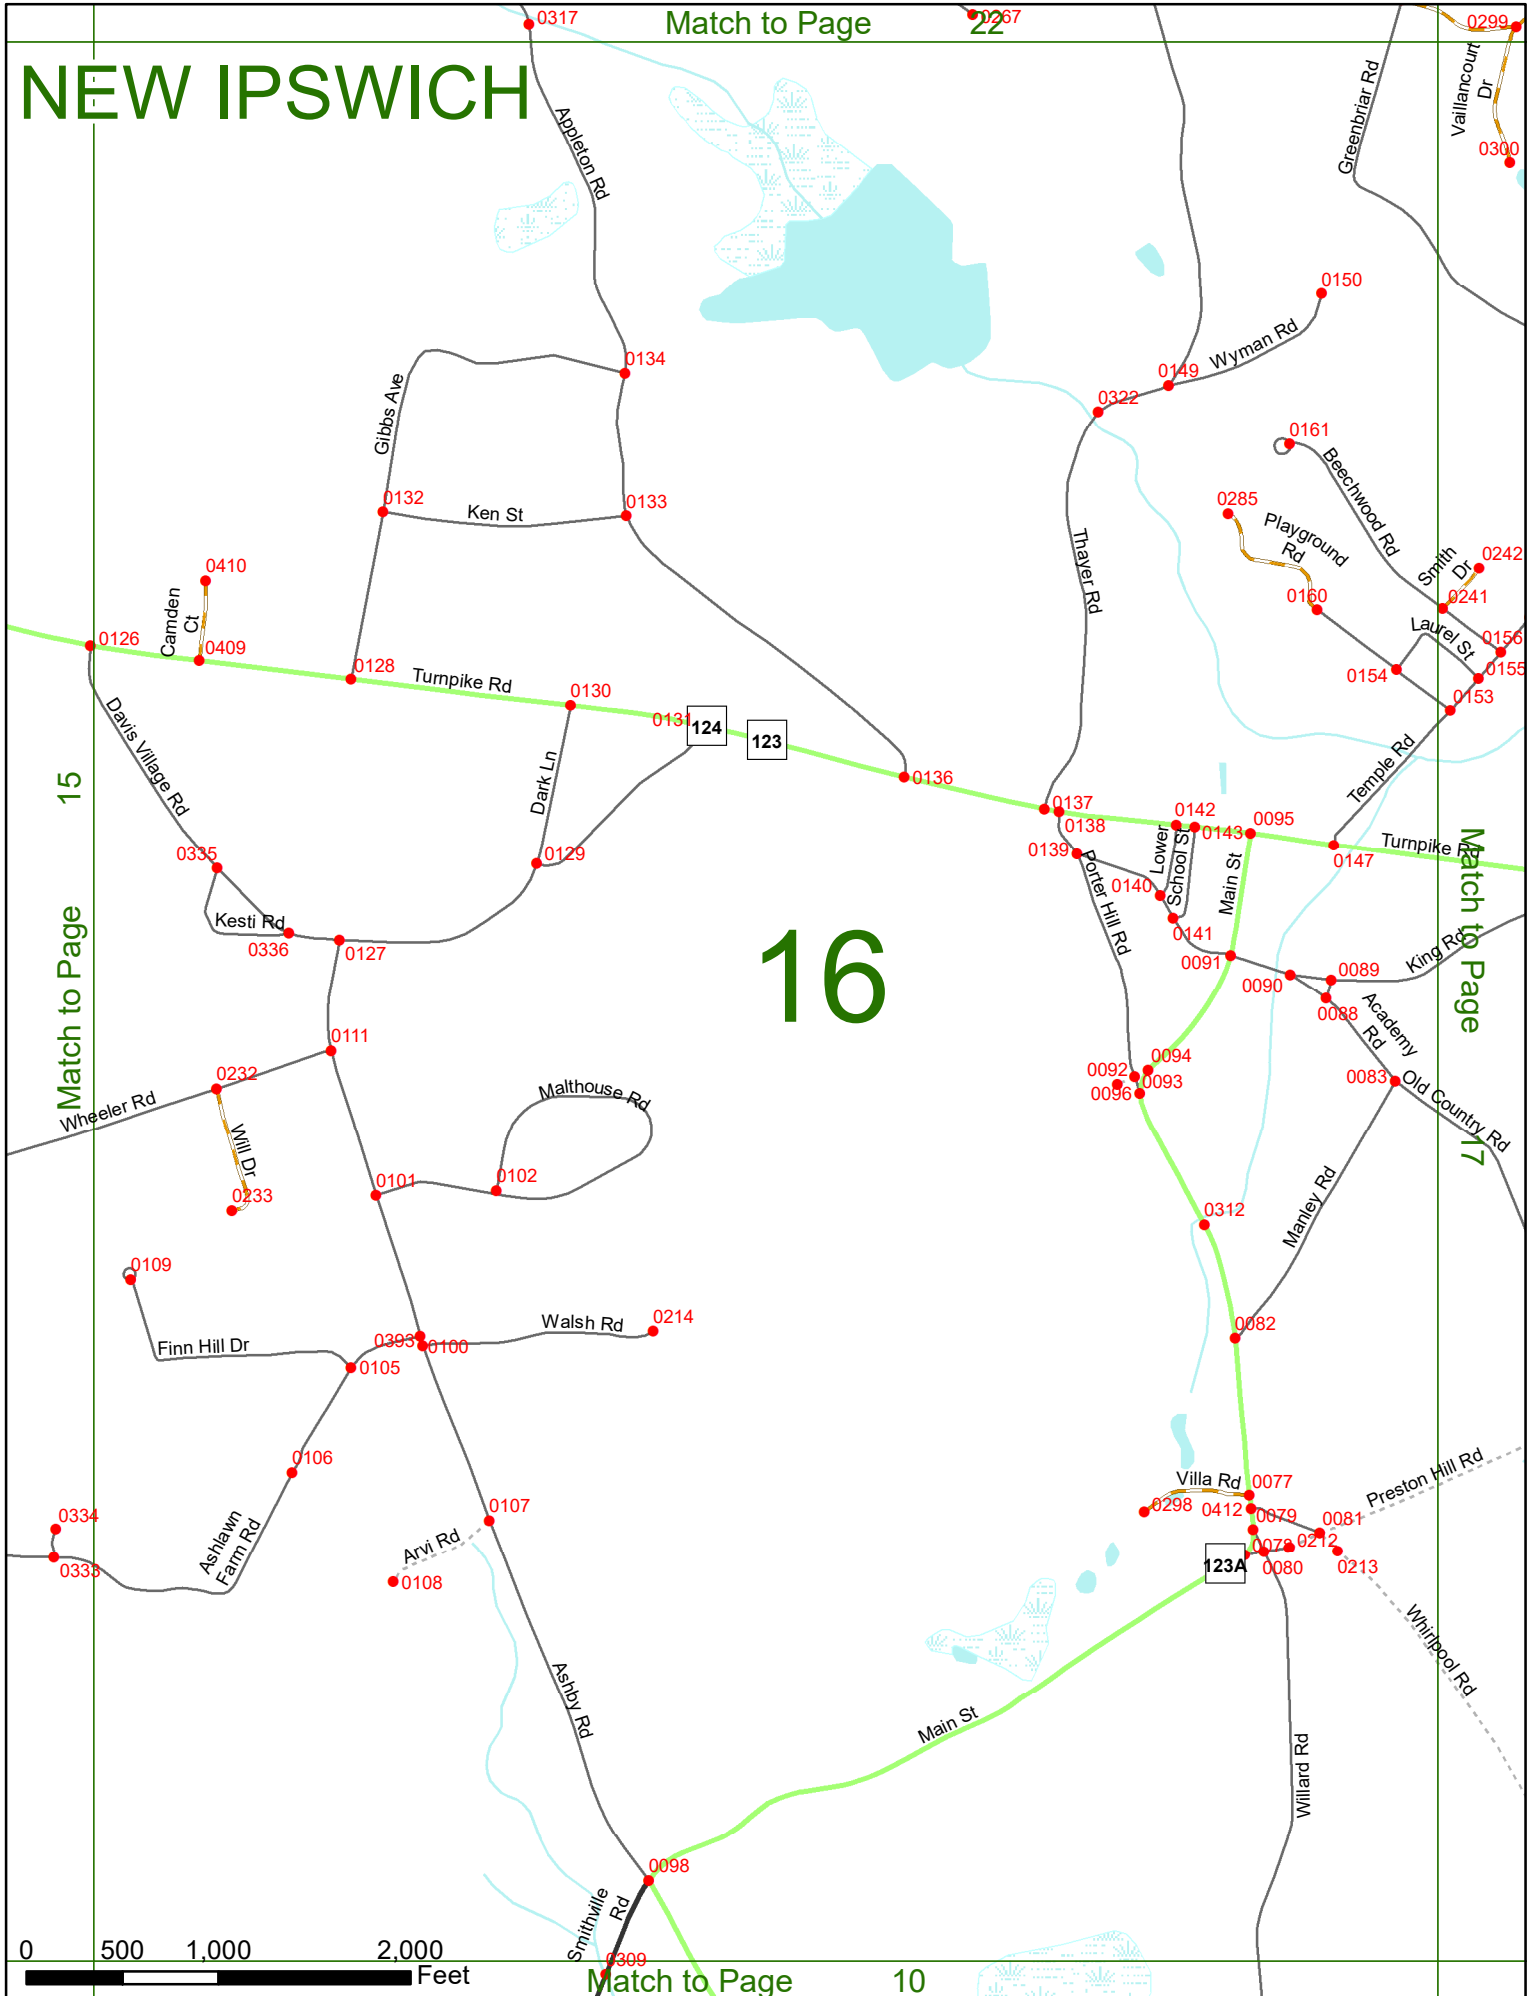 0317
Match to Page 22
0267
0299
NEW IPSWICH
Vaillancourt
Dr
Greenbriar Rd
0300
Appleton Rd
0150
Wyman Rd
0134
0149
0322
Gibbs Ave
0161
Beechwood Rd
0132
Ken St
0133
0285
Playground
Rd
Thayer Rd
0410
Smith
Dr
0242
Camden
Ct
0160
0241
Laurel St
0126
0409
0156
0128
Turnpike Rd
0154
0155
0130
0153
0131
124
123
Davis Village Rd
Dark Ln
Temple Rd
15
0136
0137
0138
0142
0143
0095
Lower
School St
Turnpike Rd
0147
0335
0129
0139
Porter Hill Rd
0140
Main St
Kesti Rd
0336
0127
16
0141
0091
0090
0089
King Rd
0088
Match to Page
Match to Page
17
Academy
Rd
0111
0232
0092
0094
0093
0096
0083
Old Country Rd
Wheeler Rd
Malthouse Rd
Will Dr
0101
0102
0233
0312
Manley Rd
0109
Finn Hill Dr
0393
0100
Walsh Rd
0214
0082
0105
0106
Villa Rd
0077
Preston Hill Rd
0298
0412
0079
0081
0334
0107
Arvi Rd
0078
0212
0333
Ashlawn
Farm Rd
0108
123A
0080
0213
Whirlpool Rd
Ashby Rd
Main St
Willard Rd
0098
Smithville
Rd
0309
0 500 1,000 2,000
Feet
Match to Page 10